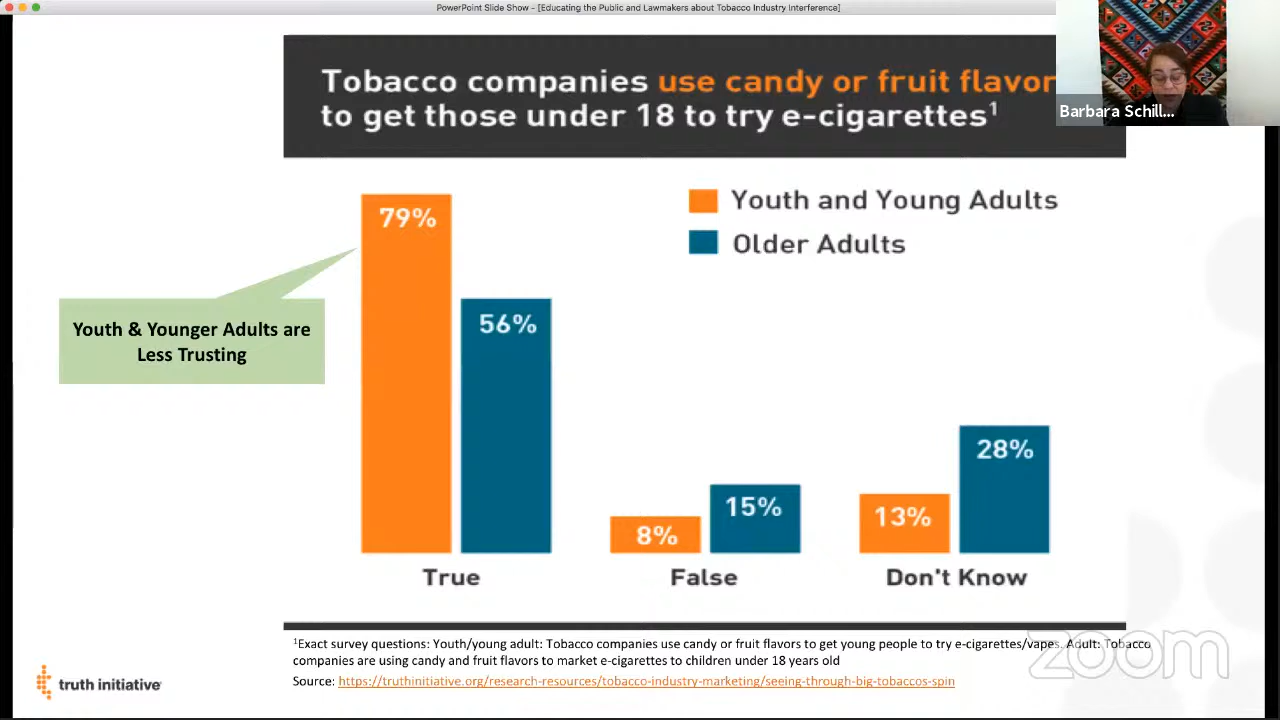 PowerPoint Slide Show - [Educating the Public and Lawmakers about Tobacco Industry Interference]
Tobacco companies use candy or fruit flavor
to get those under 18 to try e-cigarettes¹
Barbara Schill...
Youth and Young Adults
Older Adults
79%
56%
8%
15%
13%
28%
Youth & Younger Adults are
Less Trusting
True
False
Don't Know
¹Exact survey questions: Youth/young adult: Tobacco companies use candy or fruit flavors to get young people to try e-cigarettes/vapes. Adult: Tobacco
companies are using candy and fruit flavors to market e-cigarettes to children under 18 years old
Source: https://truthinitiative.org/research-resources/tobacco-industry-marketing/seeing-through-big-tobaccos-spin
truth initiative
zoom